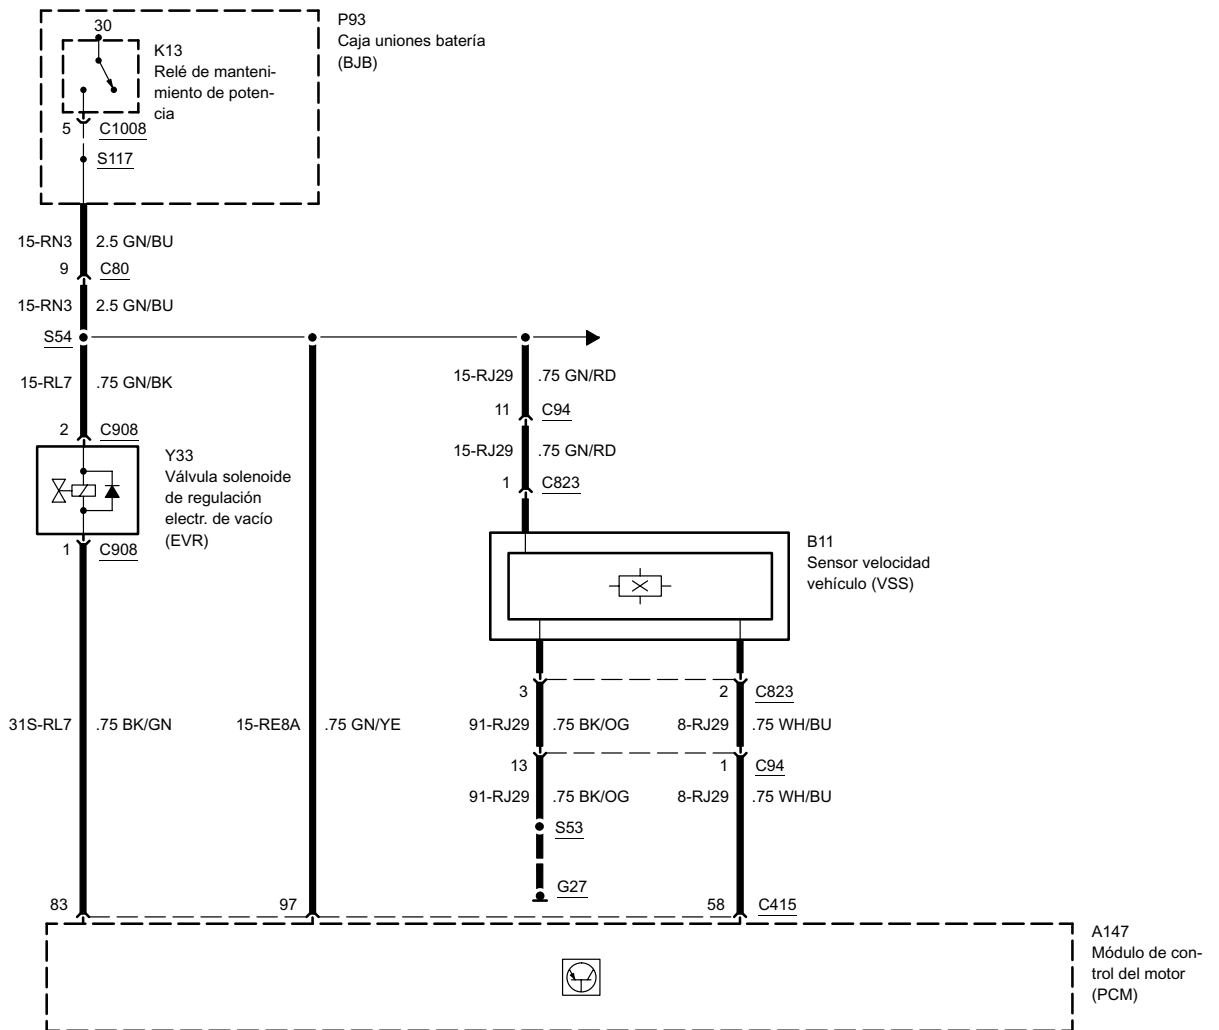 30
P93
Caja uniones batería
(BJB)
K13
Relé de manteni-
miento de poten-
cia
5 C1008
S117
15-RN3 2.5 GN/BU
9 C80
15-RN3 2.5 GN/BU
S54
15-RL7 .75 GN/BK
15-RJ29 .75 GN/RD
11 C94
2 C908
15-RJ29 .75 GN/RD
1 C823
Y33
Válvula solenoide
de regulación
electr. de vacío
(EVR)
1 C908
B11
Sensor velocidad
vehículo (VSS)
3 2 C823
31S-RL7 .75 BK/GN 15-RE8A .75 GN/YE 91-RJ29 .75 BK/OG 8-RJ29 .75 WH/BU
13 1 C94
91-RJ29 .75 BK/OG 8-RJ29 .75 WH/BU
S53
G27
83 97 58 C415
A147
Módulo de con-
trol del motor
(PCM)